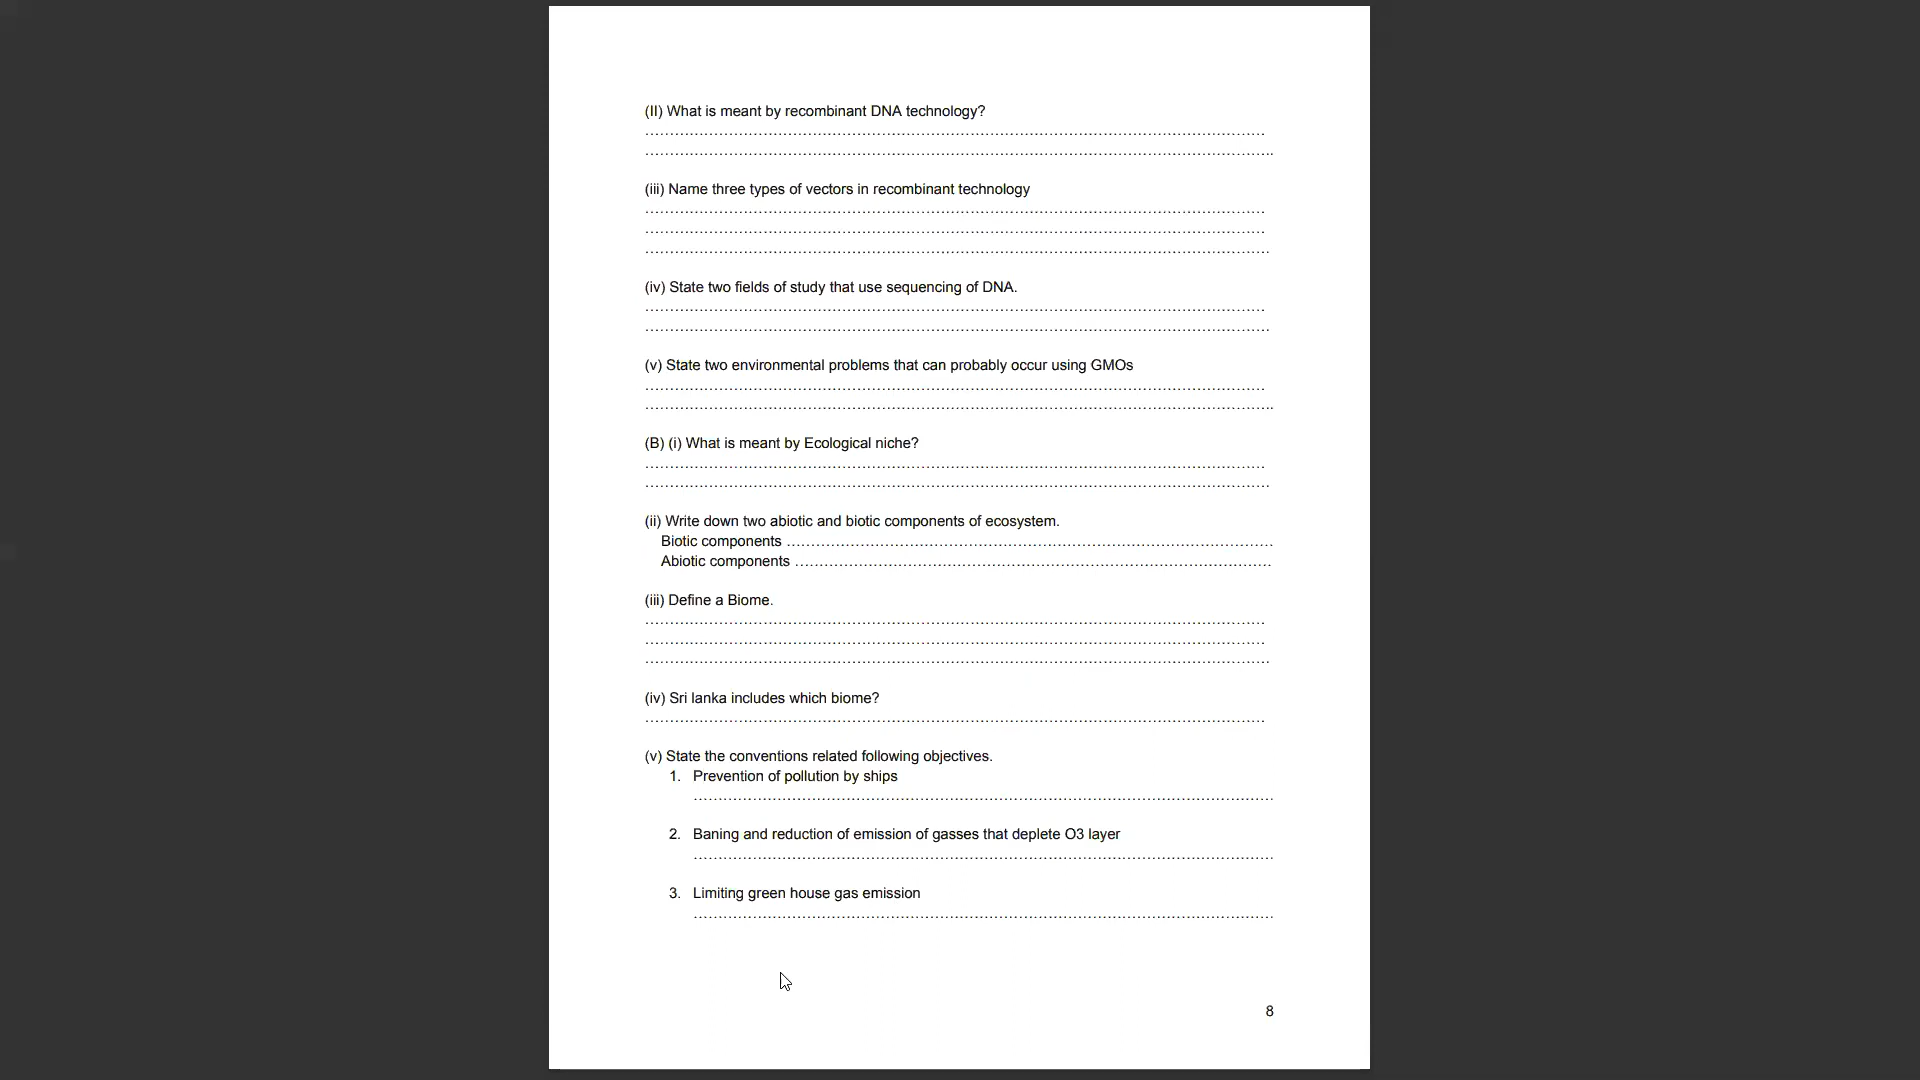 (II) What is meant by recombinant DNA technology?
................................................................................................................................
.................................................................................................................................
(iii) Name three types of vectors in recombinant technology
................................................................................................................................
................................................................................................................................
................................................................................................................................
(iv) State two fields of study that use sequencing of DNA.
................................................................................................................................
................................................................................................................................
(v) State two environmental problems that can probably occur using GMOs
................................................................................................................................
.................................................................................................................................
(B) (i) What is meant by Ecological niche?
................................................................................................................................
................................................................................................................................
(ii) Write down two abiotic and biotic components of ecosystem.
Biotic components ....................................................................................................
Abiotic components ..................................................................................................
(iii) Define a Biome.
................................................................................................................................
................................................................................................................................
................................................................................................................................
(iv) Sri lanka includes which biome?
................................................................................................................................
(v) State the conventions related following objectives.
1. Prevention of pollution by ships
.......................................................................................................................
2. Baning and reduction of emission of gasses that deplete O3 layer
.......................................................................................................................
3. Limiting green house gas emission
.......................................................................................................................
8